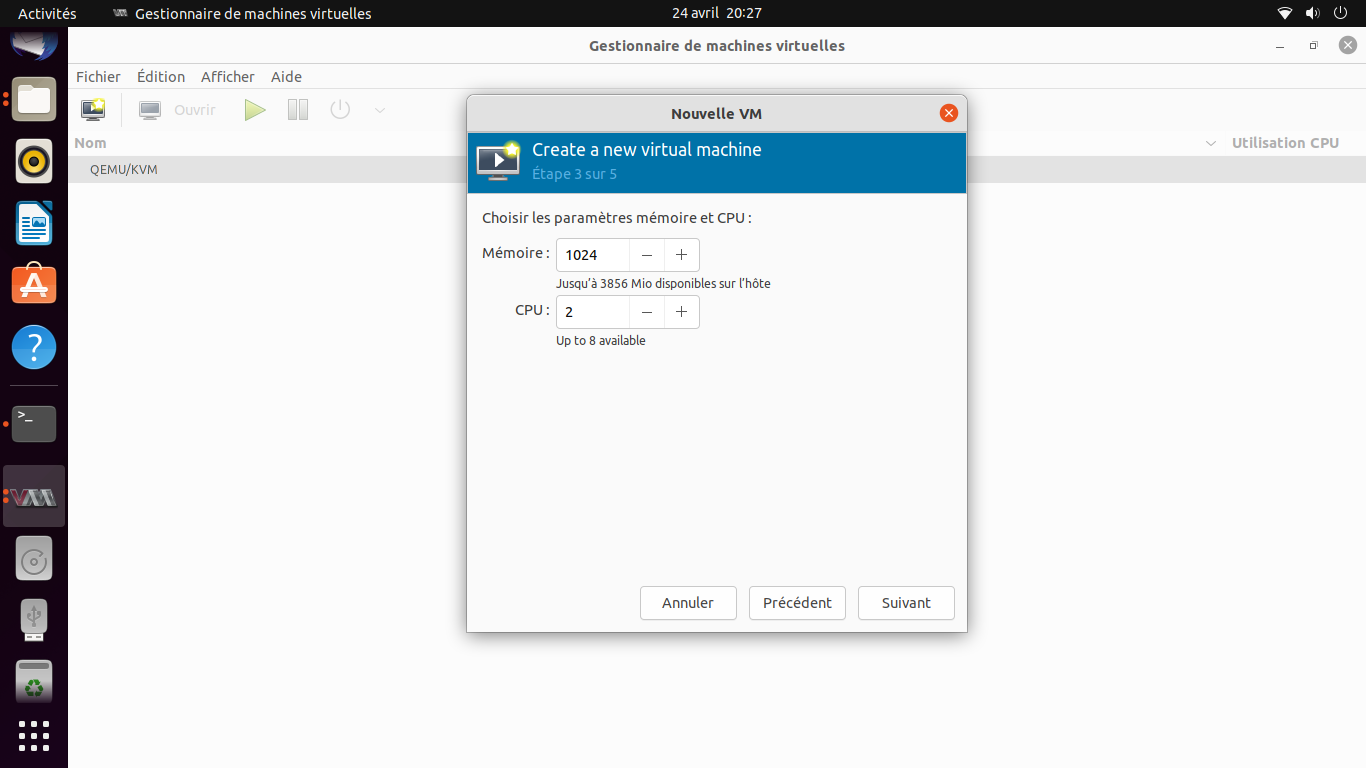 Activités Gestionnaire de machines virtuelles 24 avril 20:27
Gestionnaire de machines virtuelles
Fichier Édition Afficher Aide
Ouvrir
Nom Utilisation CPU
QEMU/KVM
Nouvelle VM
Create a new virtual machine
Étape 3 sur 5
Choisir les paramètres mémoire et CPU :
Mémoire : 1024
Jusqu’à 3856 Mio disponibles sur l’hôte
CPU : 2
Up to 8 available
Annuler Précédent Suivant